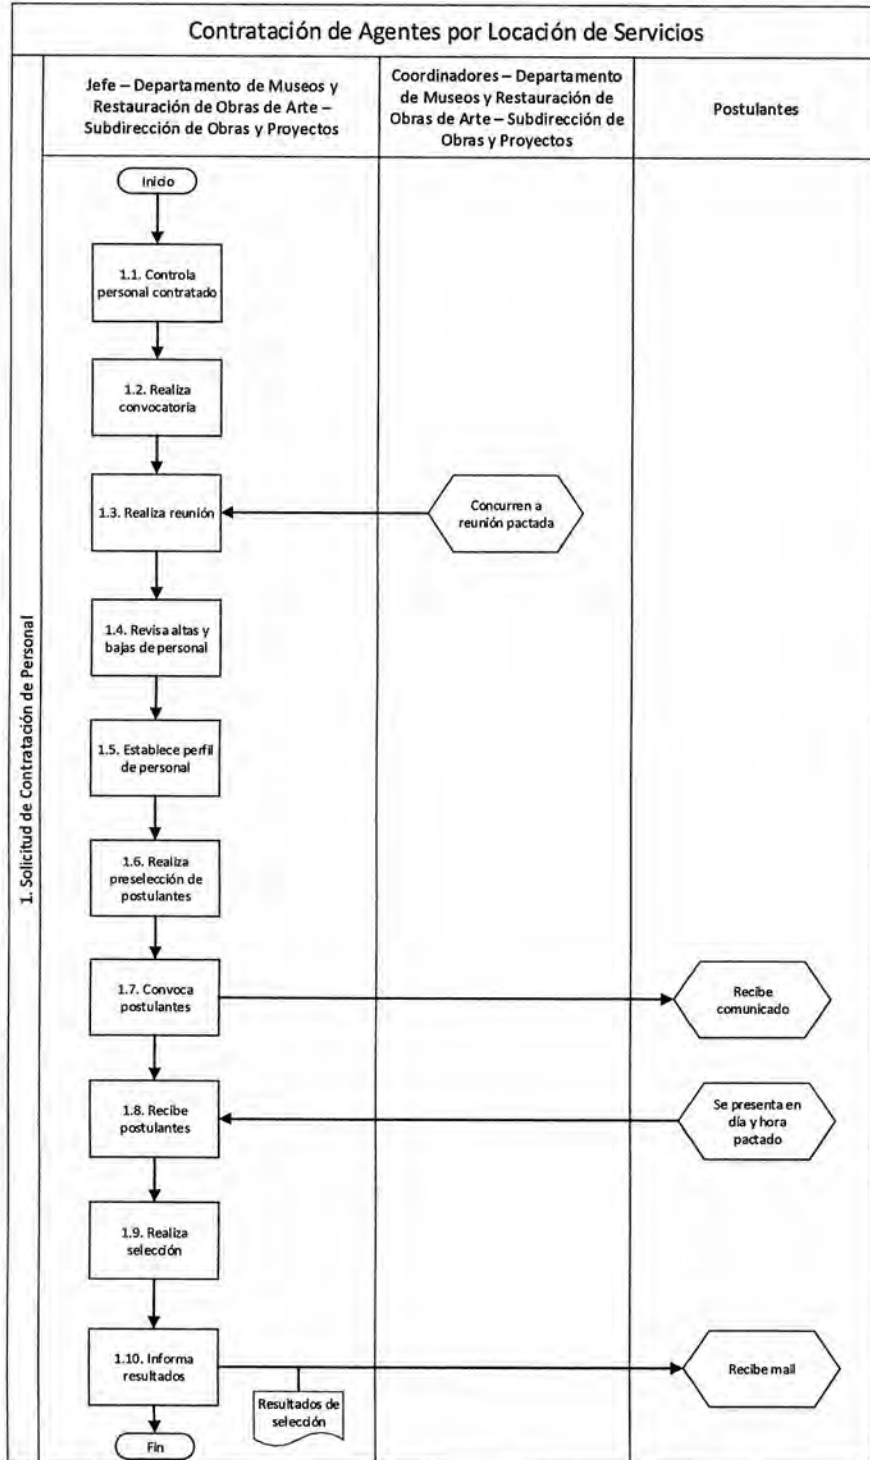 Contratación de Agentes por Locación de Servicios
1. Solicitud de Contratación de Personal
Jefe – Departamento de Museos
y Restauración de Obras de Arte –
Subdirección de Obras y Proyectos
Coordinadores – Departamento
de Museos y Restauración de
Obras de Arte – Subdirección de
Obras y Proyectos
Postulantes
Inicio
1.1. Controla
personal contratado
1.2. Realiza
convocatoria
1.3. Realiza reunión
Concurren a
reunión pactada
1.4. Revisa altas y
bajas de personal
1.5. Establece perfil
de personal
1.6. Realiza
preselección de
postulantes
1.7. Convoca
postulantes
Recibe
comunicado
1.8. Recibe
postulantes
Se presenta en
día y hora
pactado
1.9. Realiza
selección
1.10. Informa
resultados
Resultados de
selección
Recibe mail
Fin